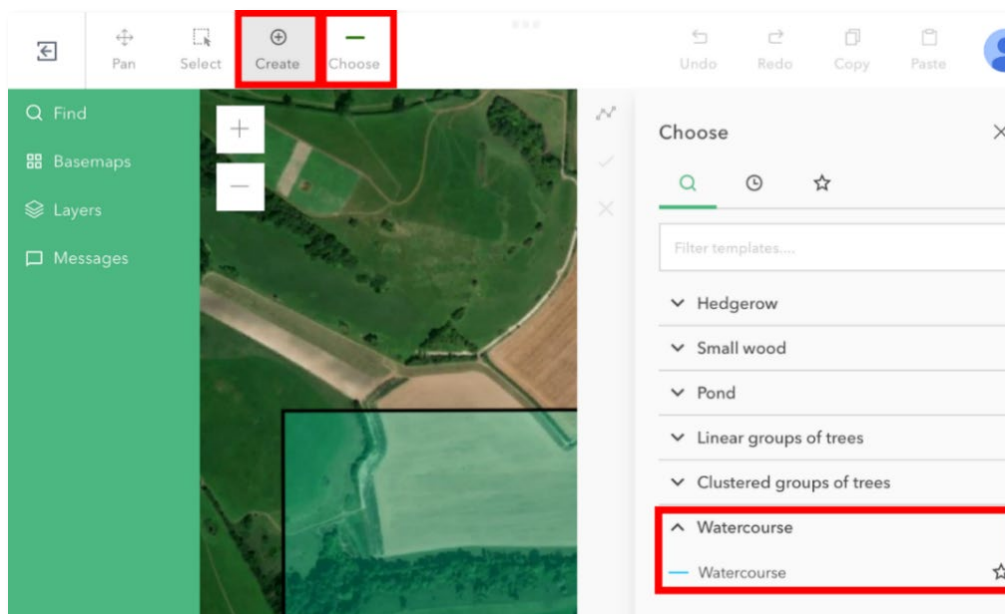 Pan
Select
Create
Choose
Undo
Redo
Copy
Paste
Find
Basemaps
Layers
Messages
Choose
Filter templates....
Hedgerow
Small wood
Pond
Linear groups of trees
Clustered groups of trees
Watercourse
Watercourse